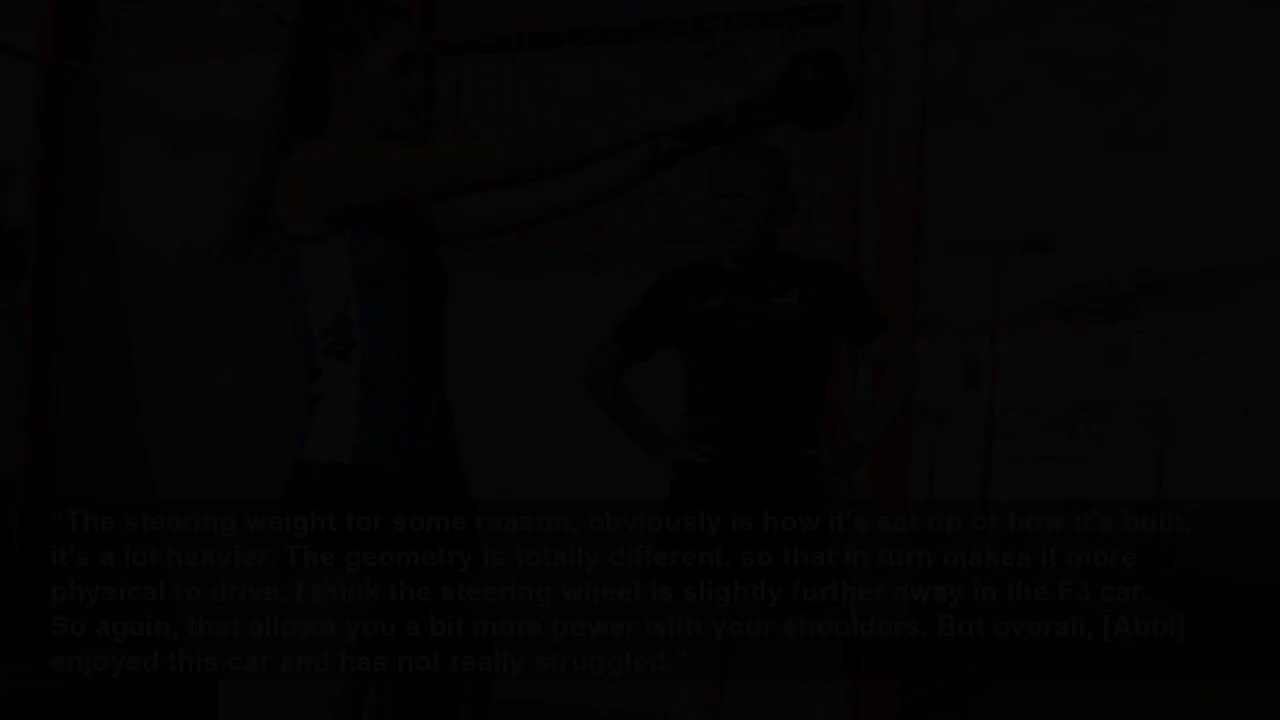 "The steering weight for some reason, obviously is how it's set up or how it's built,
it's a lot heavier. The geometry is totally different, so that in turn makes it more
physical to drive. I think the steering wheel is slightly further away in the F3 car.
So again, that allows you a bit more power with your shoulders. But overall, [Abbi]
enjoyed this car and has not really struggled."